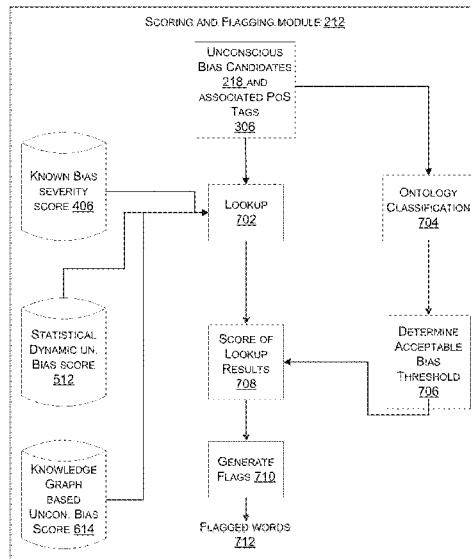 SCORING AND FLAGGING MODULE 212
UNCONSCIOUS
BIAS CANDIDATES
218 AND
ASSOCIATED POS
TAGS
306
KNOWN BIAS
SEVERITY
SCORE 406
LOOKUP
702
ONTOLOGY
CLASSIFICATION
704
STATISTICAL
DYNAMIC UN.
BIAS SCORE
512
SCORE OF
LOOKUP
RESULTS
708
DETERMINE
ACCEPTABLE
BIAS
THRESHOLD
706
KNOWLEDGE
GRAPH
BASED
UNCON. BIAS
SCORE 614
GENERATE
FLAGS 710
FLAGGED WORDS
712